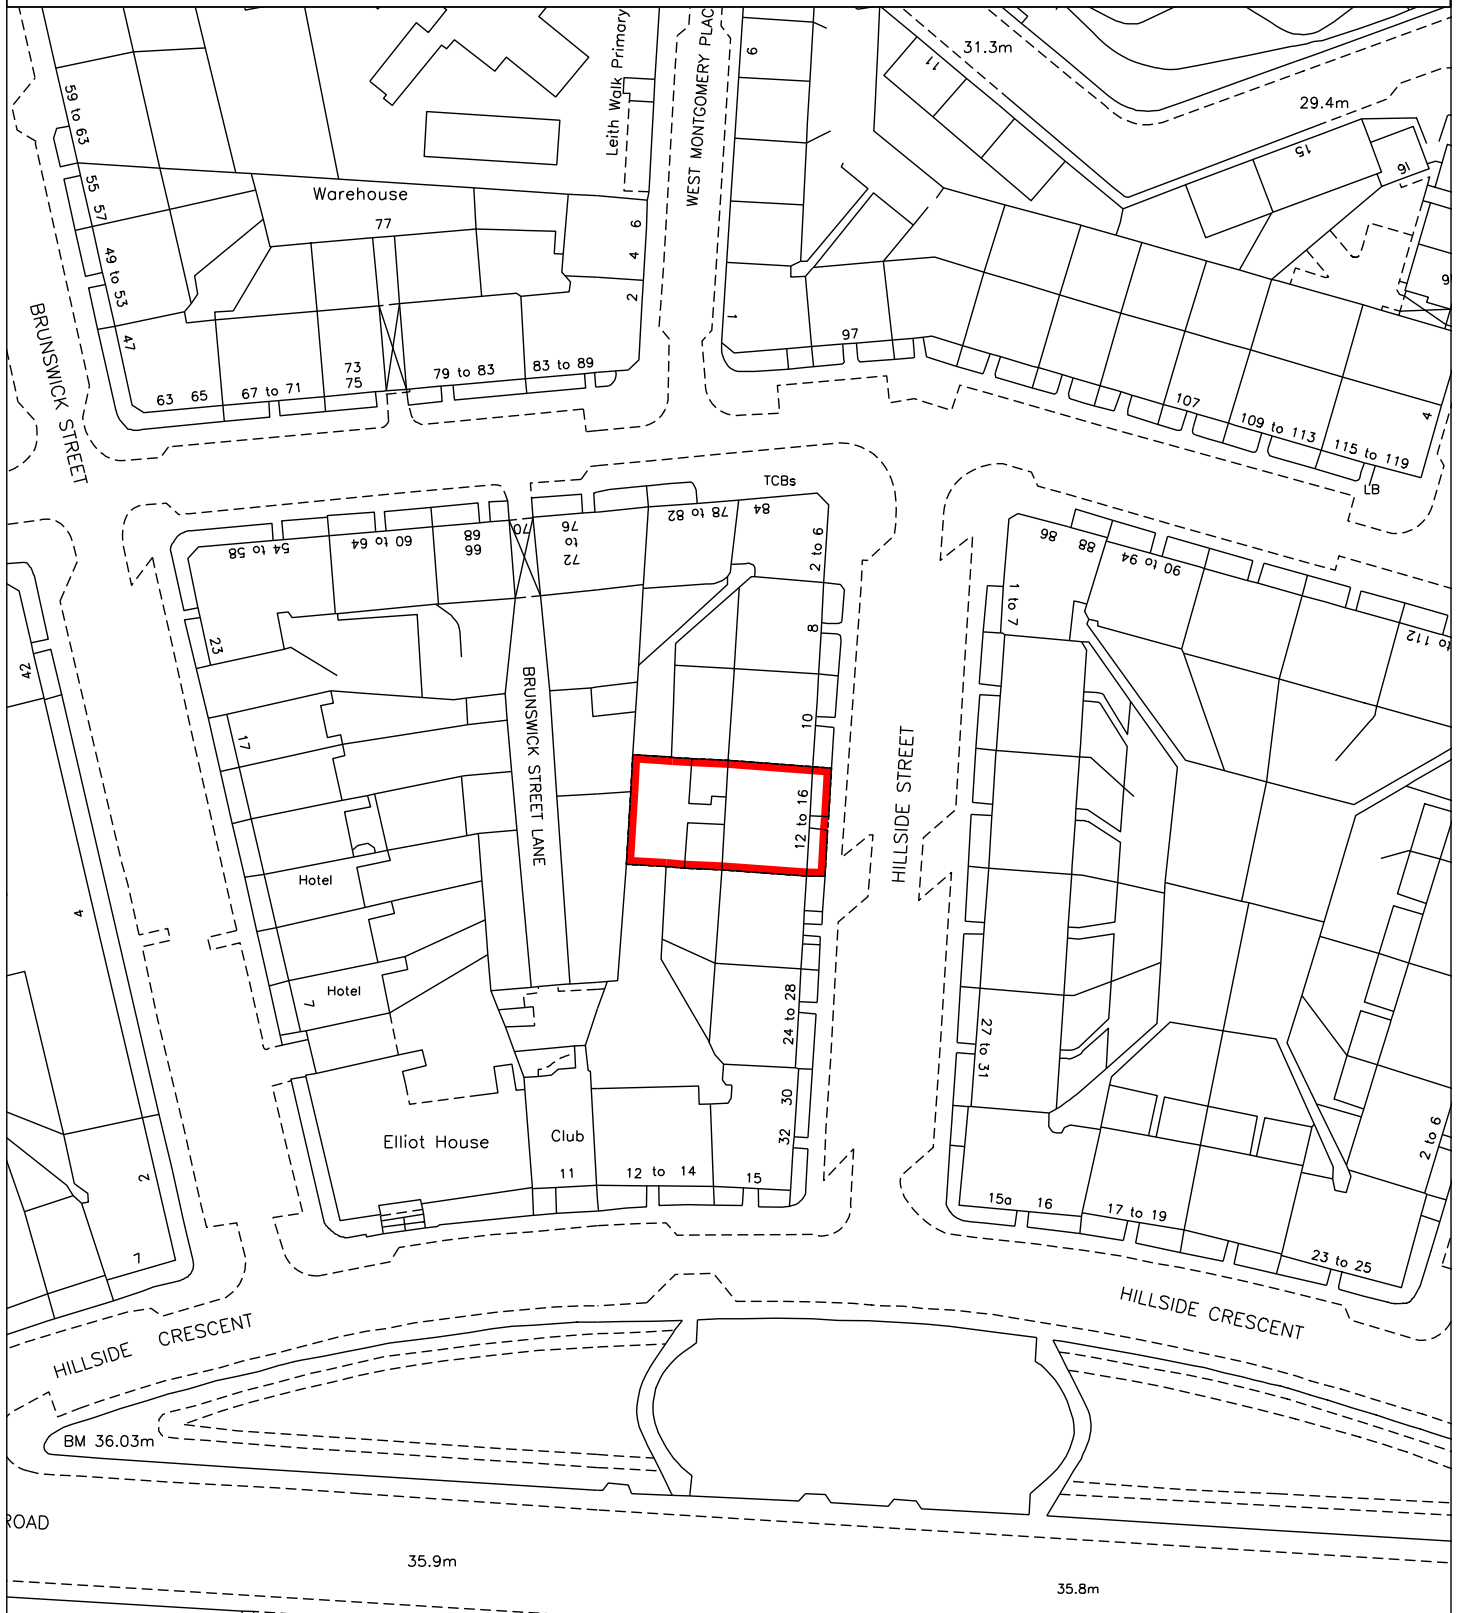 59 to 63
55
57
49 to 53
47
BRUNSWICK STREET
Warehouse
77
Leith Walk Primary
WEST MONTGOMERY PLAC
6
4
2
63
65
67 to 71
73
75
79 to 83
83 to 89
6
1
97
11
31.3m
29.4m
15
16
6
107
109 to 113
115 to 119
4
LB
TCBs
54 to 58
60 to 64
66
68
70
72
to
76
78 to 82
84
2 to 6
8
10
12 to 16
24 to 28
30
32
23
17
Hotel
Hotel
7
BRUNSWICK STREET LANE
HILLSIDE STREET
86
88
90 to 94
to 112
1 to 7
27 to 31
42
4
2
7
Elliot House
Club
11
12 to 14
15
15a
16
17 to 19
23 to 25
2 to 6
HILLSIDE CRESCENT
HILLSIDE CRESCENT
BM 36.03m
ROAD
35.9m
35.8m